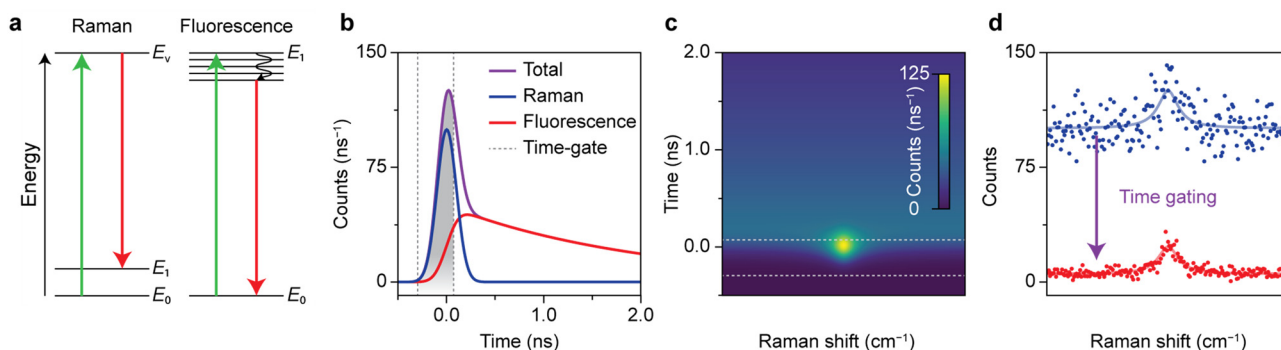 a
Raman
Fluorescence
Energy
Eᵥ
E₁
E₀
E₁
E₀
b
Counts (ns⁻¹)
150
75
0
Total
Raman
Fluorescence
Time-gate
0.0
1.0
2.0
Time (ns)
c
Time (ns)
2.0
1.0
0.0
125
0
Counts (ns⁻¹)
Raman shift (cm⁻¹)
d
Counts
150
75
0
Time gating
Raman shift (cm⁻¹)